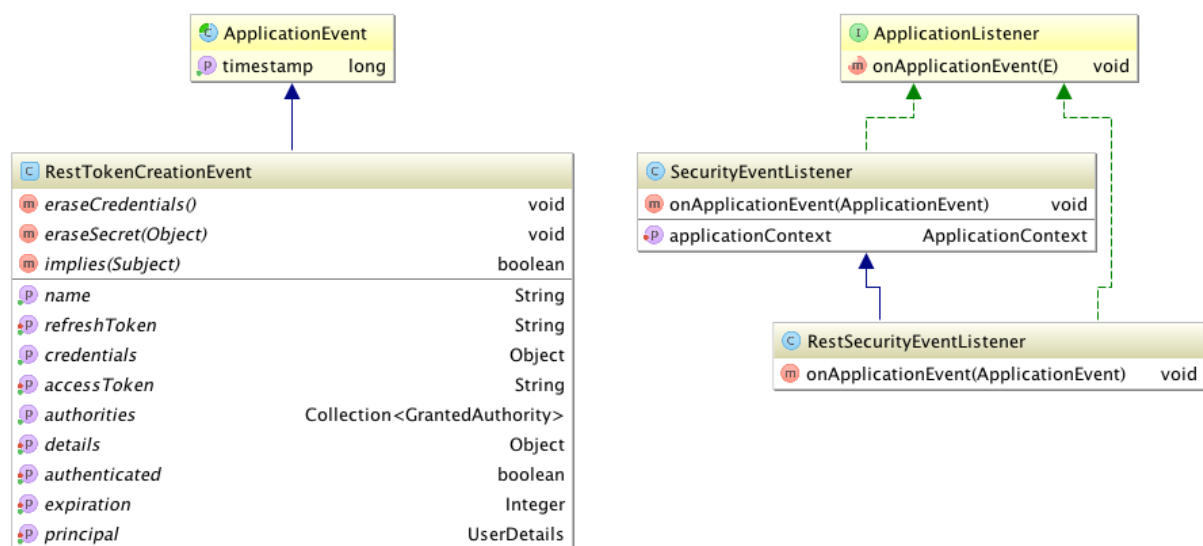 ApplicationEvent
timestamp long
RestTokenCreationEvent
eraseCredentials() void
eraseSecret(Object) void
implies(Subject) boolean
name String
refreshToken String
credentials Object
accessToken String
authorities Collection<GrantedAuthority>
details Object
authenticated boolean
expiration Integer
principal UserDetails
ApplicationListener
onApplicationEvent(E) void
SecurityEventListener
onApplicationEvent(ApplicationEvent) void
applicationContext ApplicationContext
RestSecurityEventListener
onApplicationEvent(ApplicationEvent) void